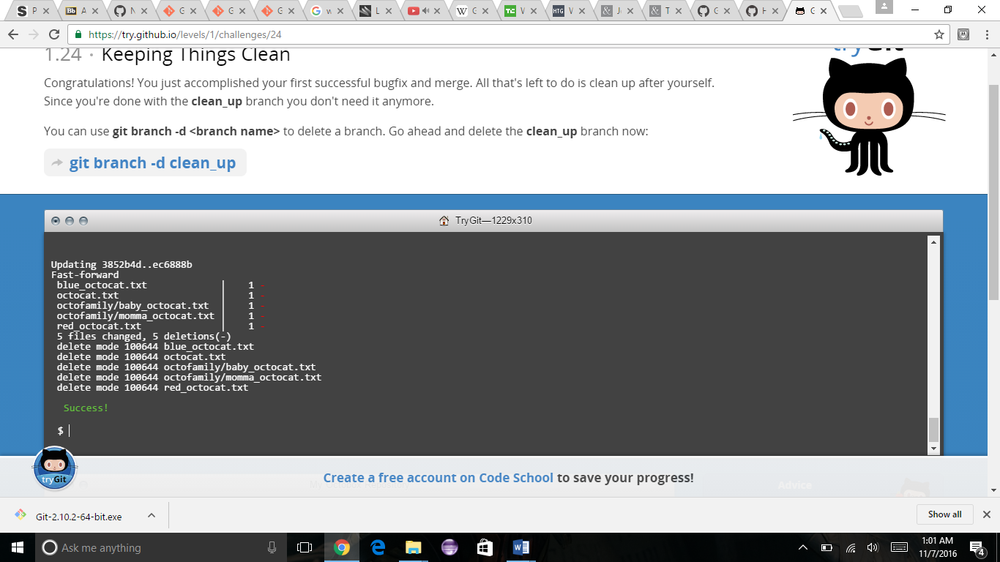 S P
Bb A
N
G
G
G
G w
L
W G
TC V
HTG V
& J
& T
C
H
G
https://try.github.io/levels/1/challenges/24
1.24 · Keeping Things Clean
tryGit
Congratulations! You just accomplished your first successful bugfix and merge. All that's left to do is clean up after yourself.
Since you're done with the clean_up branch you don't need it anymore.
You can use git branch -d <branch name> to delete a branch. Go ahead and delete the clean_up branch now:
git branch -d clean_up
TryGit—1229x310
Updating 3852b4d..ec6888b
Fast-forward
blue_octocat.txt | 1 -
octocat.txt | 1 -
octofamily/baby_octocat.txt | 1 -
octofamily/momma_octocat.txt | 1 -
red_octocat.txt | 1 -
5 files changed, 5 deletions(-)
delete mode 100644 blue_octocat.txt
delete mode 100644 octocat.txt
delete mode 100644 octofamily/baby_octocat.txt
delete mode 100644 octofamily/momma_octocat.txt
delete mode 100644 red_octocat.txt
Success!
$
tryGit
Create a free account on Code School to save your progress!
Advice
Git-2.10.2-64-bit.exe
Show all
Ask me anything
1:01 AM
11/7/2016
4